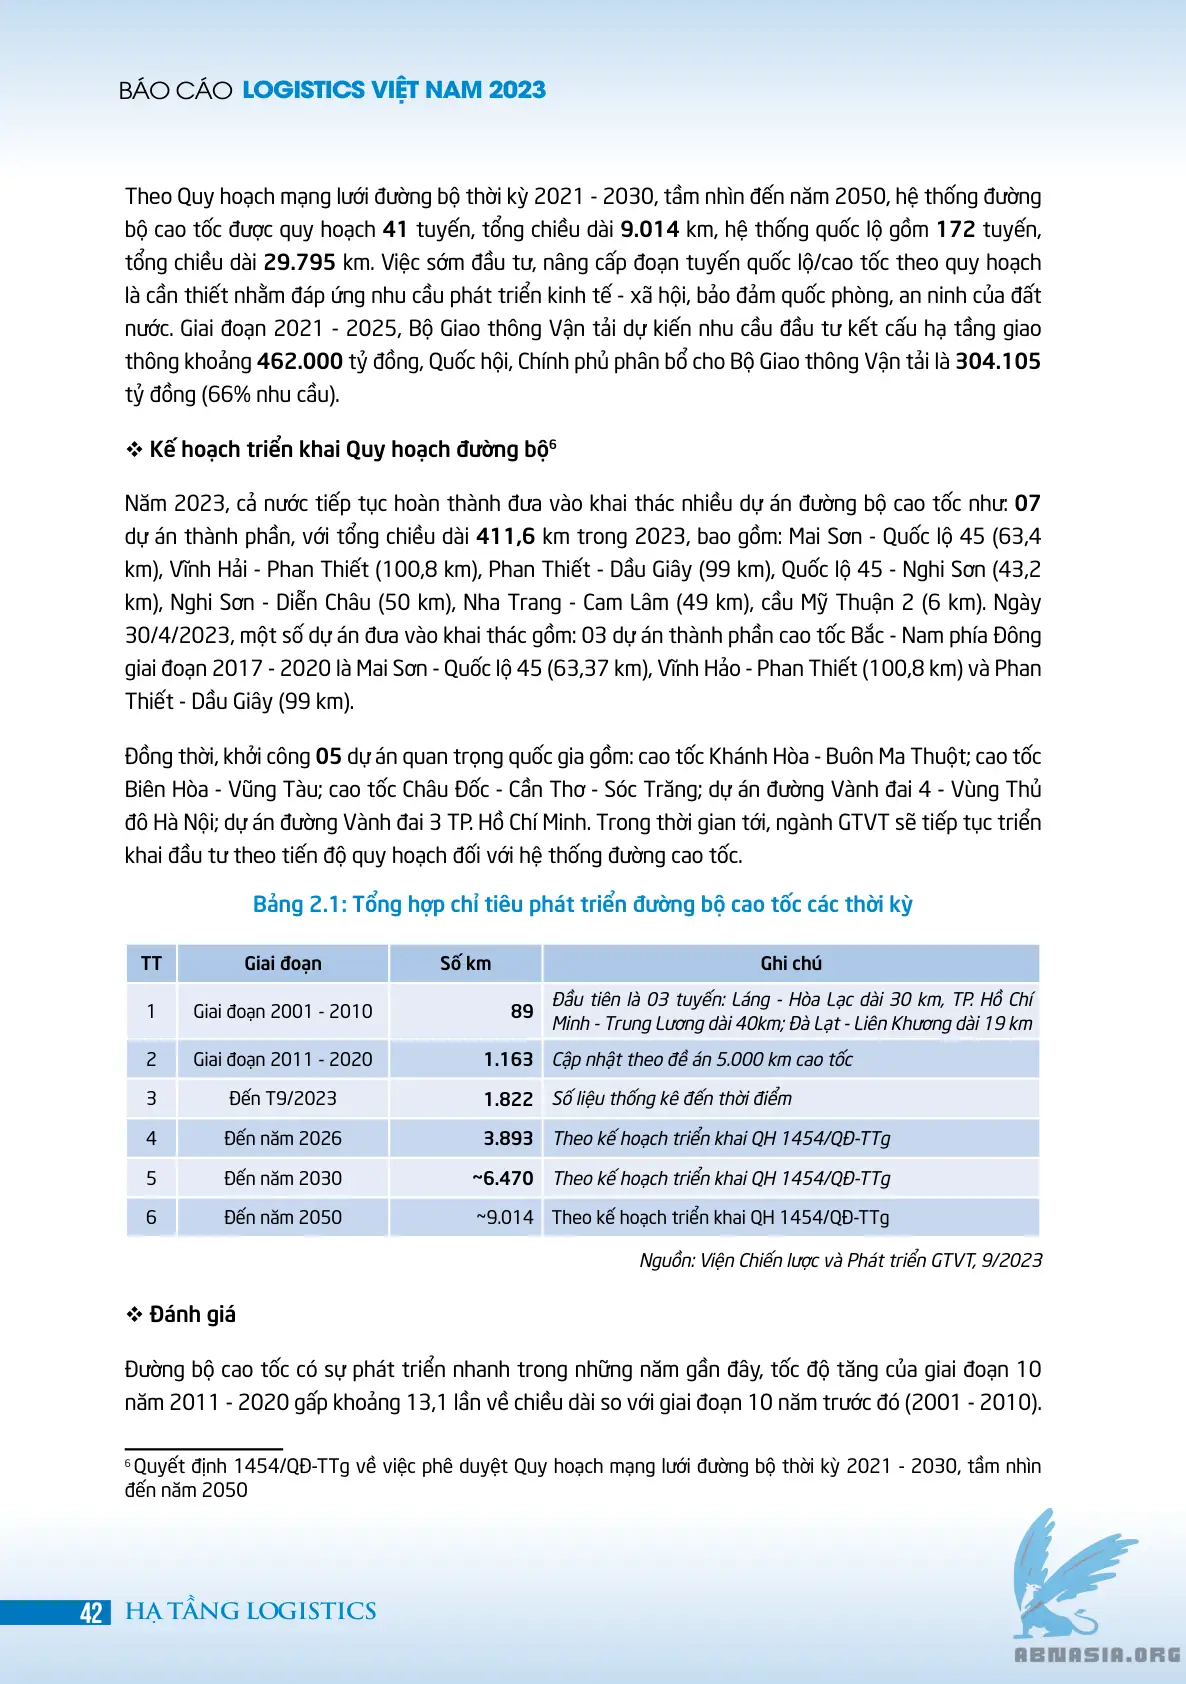 BÁO CÁO LOGISTICS VIỆT NAM 2023
Theo Quy hoạch mạng lưới đường bộ thời kỳ 2021 - 2030, tầm nhìn đến năm 2050, hệ thống đường
bộ cao tốc được quy hoạch 41 tuyến, tổng chiều dài 9.014 km, hệ thống quốc lộ gồm 172 tuyến,
tổng chiều dài 29.795 km. Việc sớm đầu tư, nâng cấp đoạn tuyến quốc lộ/cao tốc theo quy hoạch
là cần thiết nhằm đáp ứng nhu cầu phát triển kinh tế - xã hội, bảo đảm quốc phòng, an ninh của đất
nước. Giai đoạn 2021 - 2025, Bộ Giao thông Vận tải dự kiến nhu cầu đầu tư kết cấu hạ tầng giao
thông khoảng 462.000 tỷ đồng, Quốc hội, Chính phủ phân bổ cho Bộ Giao thông Vận tải là 304.105
tỷ đồng (66% nhu cầu).
❖ Kế hoạch triển khai Quy hoạch đường bộ⁶
Năm 2023, cả nước tiếp tục hoàn thành đưa vào khai thác nhiều dự án đường bộ cao tốc như: 07
dự án thành phần, với tổng chiều dài 411,6 km trong 2023, bao gồm: Mai Sơn - Quốc lộ 45 (63,4
km), Vĩnh Hải - Phan Thiết (100,8 km), Phan Thiết - Dầu Giây (99 km), Quốc lộ 45 - Nghi Sơn (43,2
km), Nghi Sơn - Diễn Châu (50 km), Nha Trang - Cam Lâm (49 km), cầu Mỹ Thuận 2 (6 km). Ngày
30/4/2023, một số dự án đưa vào khai thác gồm: 03 dự án thành phần cao tốc Bắc - Nam phía Đông
giai đoạn 2017 - 2020 là Mai Sơn - Quốc lộ 45 (63,37 km), Vĩnh Hảo - Phan Thiết (100,8 km) và Phan
Thiết - Dầu Giây (99 km).
Đồng thời, khởi công 05 dự án quan trọng quốc gia gồm: cao tốc Khánh Hòa - Buôn Ma Thuột; cao tốc
Biên Hòa - Vũng Tàu; cao tốc Châu Đốc - Cần Thơ - Sóc Trăng; dự án đường Vành đai 4 - Vùng Thủ
đô Hà Nội; dự án đường Vành đai 3 TP. Hồ Chí Minh. Trong thời gian tới, ngành GTVT sẽ tiếp tục triển
khai đầu tư theo tiến độ quy hoạch đối với hệ thống đường cao tốc.
Bảng 2.1: Tổng hợp chỉ tiêu phát triển đường bộ cao tốc các thời kỳ
TT Giai đoạn Số km Ghi chú
1 Giai đoạn 2001 - 2010 89 Đầu tiên là 03 tuyến: Láng - Hòa Lạc dài 30 km, TP. Hồ Chí
Minh - Trung Lương dài 40km; Đà Lạt - Liên Khương dài 19 km
2 Giai đoạn 2011 - 2020 1.163 Cập nhật theo đề án 5.000 km cao tốc
3 Đến T9/2023 1.822 Số liệu thống kê đến thời điểm
4 Đến năm 2026 3.893 Theo kế hoạch triển khai QH 1454/QĐ-TTg
5 Đến năm 2030 ~6.470 Theo kế hoạch triển khai QH 1454/QĐ-TTg
6 Đến năm 2050 ~9.014 Theo kế hoạch triển khai QH 1454/QĐ-TTg
Nguồn: Viện Chiến lược và Phát triển GTVT, 9/2023
❖ Đánh giá
Đường bộ cao tốc có sự phát triển nhanh trong những năm gần đây, tốc độ tăng của giai đoạn 10
năm 2011 - 2020 gấp khoảng 13,1 lần về chiều dài so với giai đoạn 10 năm trước đó (2001 - 2010).
⁶ Quyết định 1454/QĐ-TTg về việc phê duyệt Quy hoạch mạng lưới đường bộ thời kỳ 2021 - 2030, tầm nhìn
đến năm 2050
42 HẠ TẦNG LOGISTICS
ABNASIA.ORG